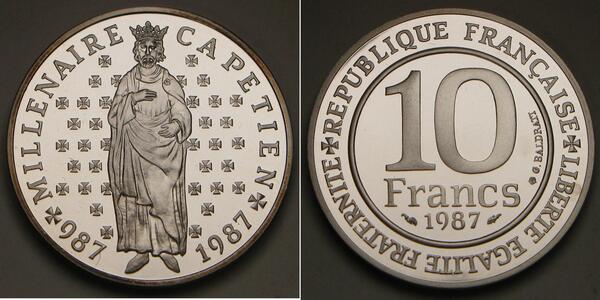 MILLENAIRE CAPETIEN
987 1987
REPUBLIQUE FRANÇAISE
LIBERTE EGALITE FRATERNITE
10
Francs
1987
G. BALDRATI